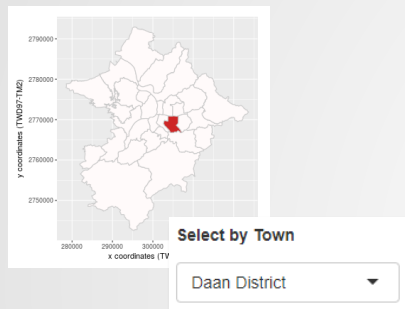 y coordinates (TWD97-TM2)
2790000
2780000
2770000
2760000
2750000
280000
290000
300000
x coordinates (TW
Select by Town
Daan District